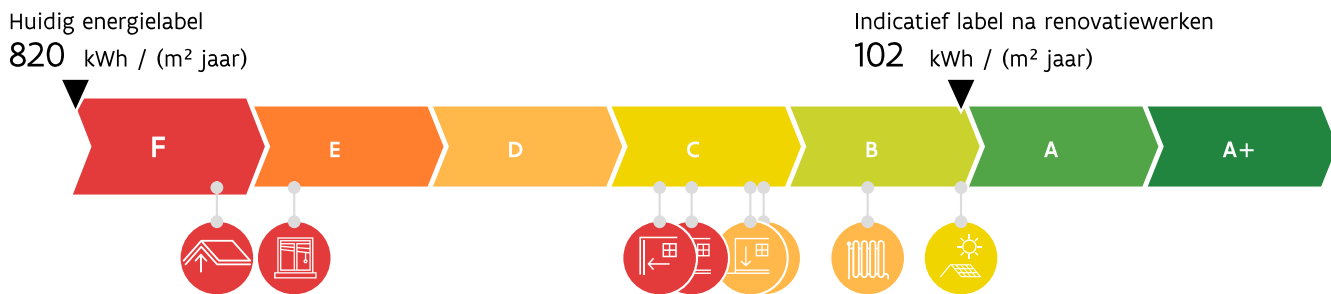 Huidig energielabel
820 kWh / (m² jaar)
Indicatief label na renovatiewerken
102 kWh / (m² jaar)
F E D C B A A+